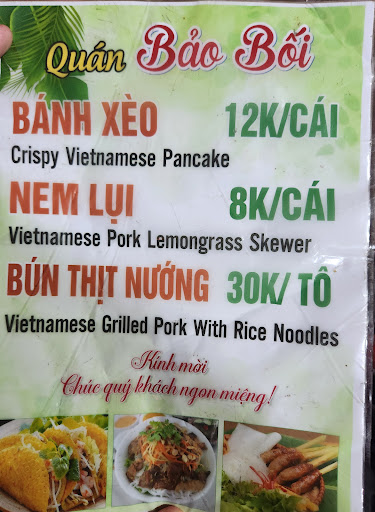 Quán Bảo Bối
BÁNH XÈO 12K/CÁI
Crispy Vietnamese Pancake
NEM LỤI 8K/CÁI
Vietnamese Pork Lemongrass Skewer
BÚN THỊT NƯỚNG 30K/ TÔ
Vietnamese Grilled Pork With Rice Noodles
Kính mời
Chúc quý khách ngon miệng!